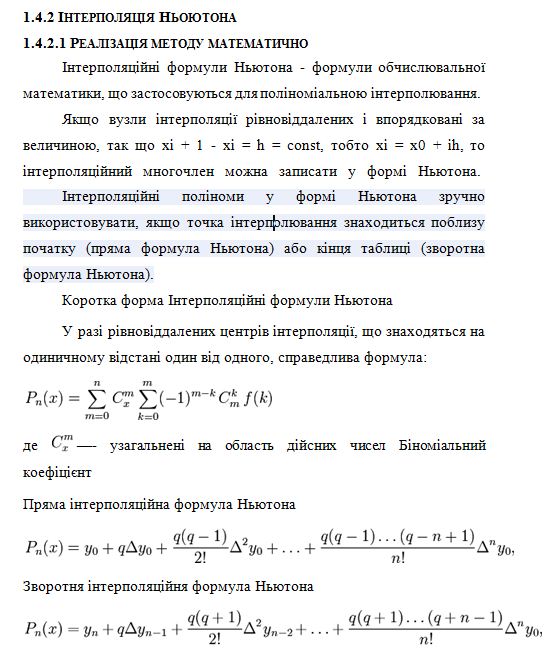 1.4.2 ІНТЕРПОЛЯЦІЯ НЬОЮТОНА
1.4.2.1 РЕАЛІЗАЦІЯ МЕТОДУ МАТЕМАТИЧНО
Інтерполяційні формули Ньютона - формули обчислювальної
математики, що застосовуються для поліноміальною інтерполювання.
Якщо вузли інтерполяції рівновіддалених і впорядковані за
величиною, так що xi + 1 - xi = h = const, тобто xi = x0 + ih, то
інтерполяційний многочлен можна записати у формі Ньютона.
Інтерполяційні поліноми у формі Ньютона зручно
використовувати, якщо точка інтерполювання знаходиться поблизу
початку (пряма формула Ньютона) або кінця таблиці (зворотна
формула Ньютона).
Коротка форма Інтерполяційні формули Ньютона
У разі рівновіддалених центрів інтерполяції, що знаходяться на
одиничному відстані один від одного, справедлива формула:
$P_n(x) = \sum_{m=0}^{n} C_x^m \sum_{k=0}^{m} (-1)^{m-k} C_m^k f(k)$
де $C_x^m$ —- узагальнені на область дійсних чисел Біноміальний
коефіцієнт
Пряма інтерполяційна формула Ньютона
$P_n(x) = y_0 + q\Delta y_0 + \frac{q(q-1)}{2!}\Delta^2 y_0 + \ldots + \frac{q(q-1)\ldots(q-n+1)}{n!}\Delta^n y_0,$
Зворотня інтерполяційня формула Ньютона
$P_n(x) = y_n + q\Delta y_{n-1} + \frac{q(q+1)}{2!}\Delta^2 y_{n-2} + \ldots + \frac{q(q+1)\ldots(q+n-1)}{n!}\Delta^n y_0,$